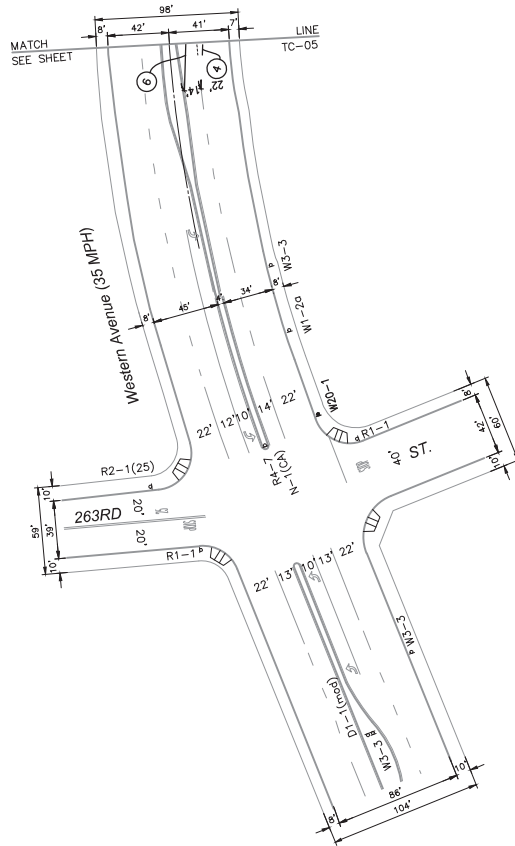 98'
8' 42' 41' 7'
MATCH LINE
SEE SHEET TC-05
6 4
14' 22'
Western Avenue (35 MPH)
W3-3
8' 45' 4' 34' 8'
W1-2a
W20-1
R1-1
8'
42' 60'
10'
40' ST.
22' 12' 10' 14' 22'
R4-7
N-1(CA)
R2-1(25)
10'
59' 39'
10'
263RD
20'
20'
R1-1
22' 13' 10' 13' 22'
W3-3
D1-1(mod)
W3-3
8' 86' 10'
104'